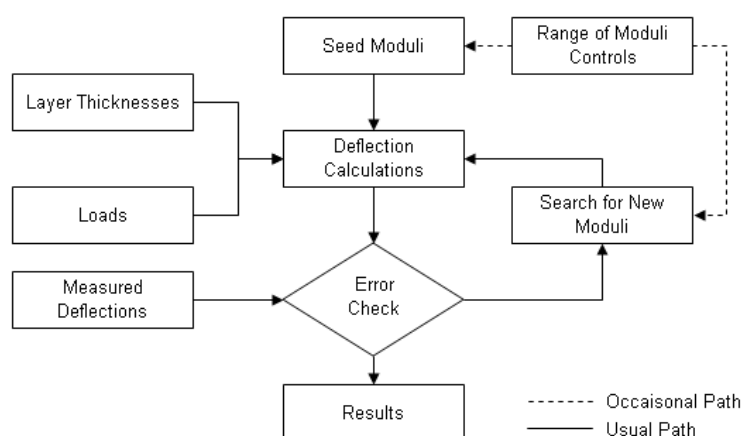 Seed Moduli
Range of Moduli
Controls
Layer Thicknesses
Deflection
Calculations
Loads
Search for New
Moduli
Measured
Deflections
Error
Check
Results
Occaisonal Path
Usual Path